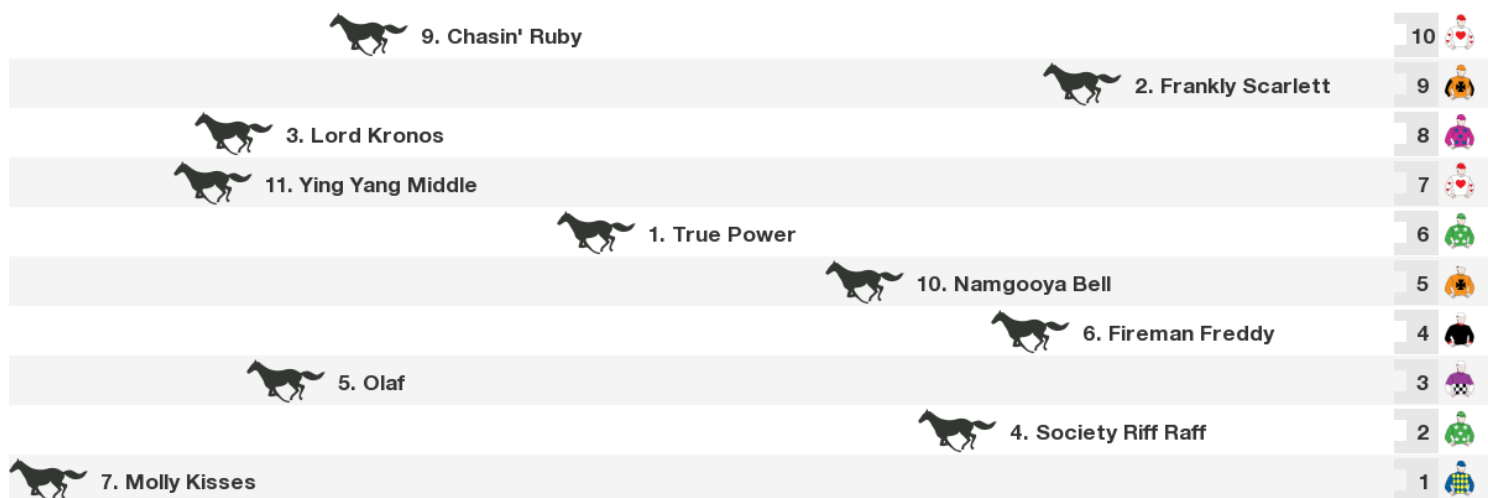 9. Chasin' Ruby 10
2. Frankly Scarlett 9
3. Lord Kronos 8
11. Ying Yang Middle 7
1. True Power 6
10. Namgooya Bell 5
6. Fireman Freddy 4
5. Olaf 3
4. Society Riff Raff 2
7. Molly Kisses 1